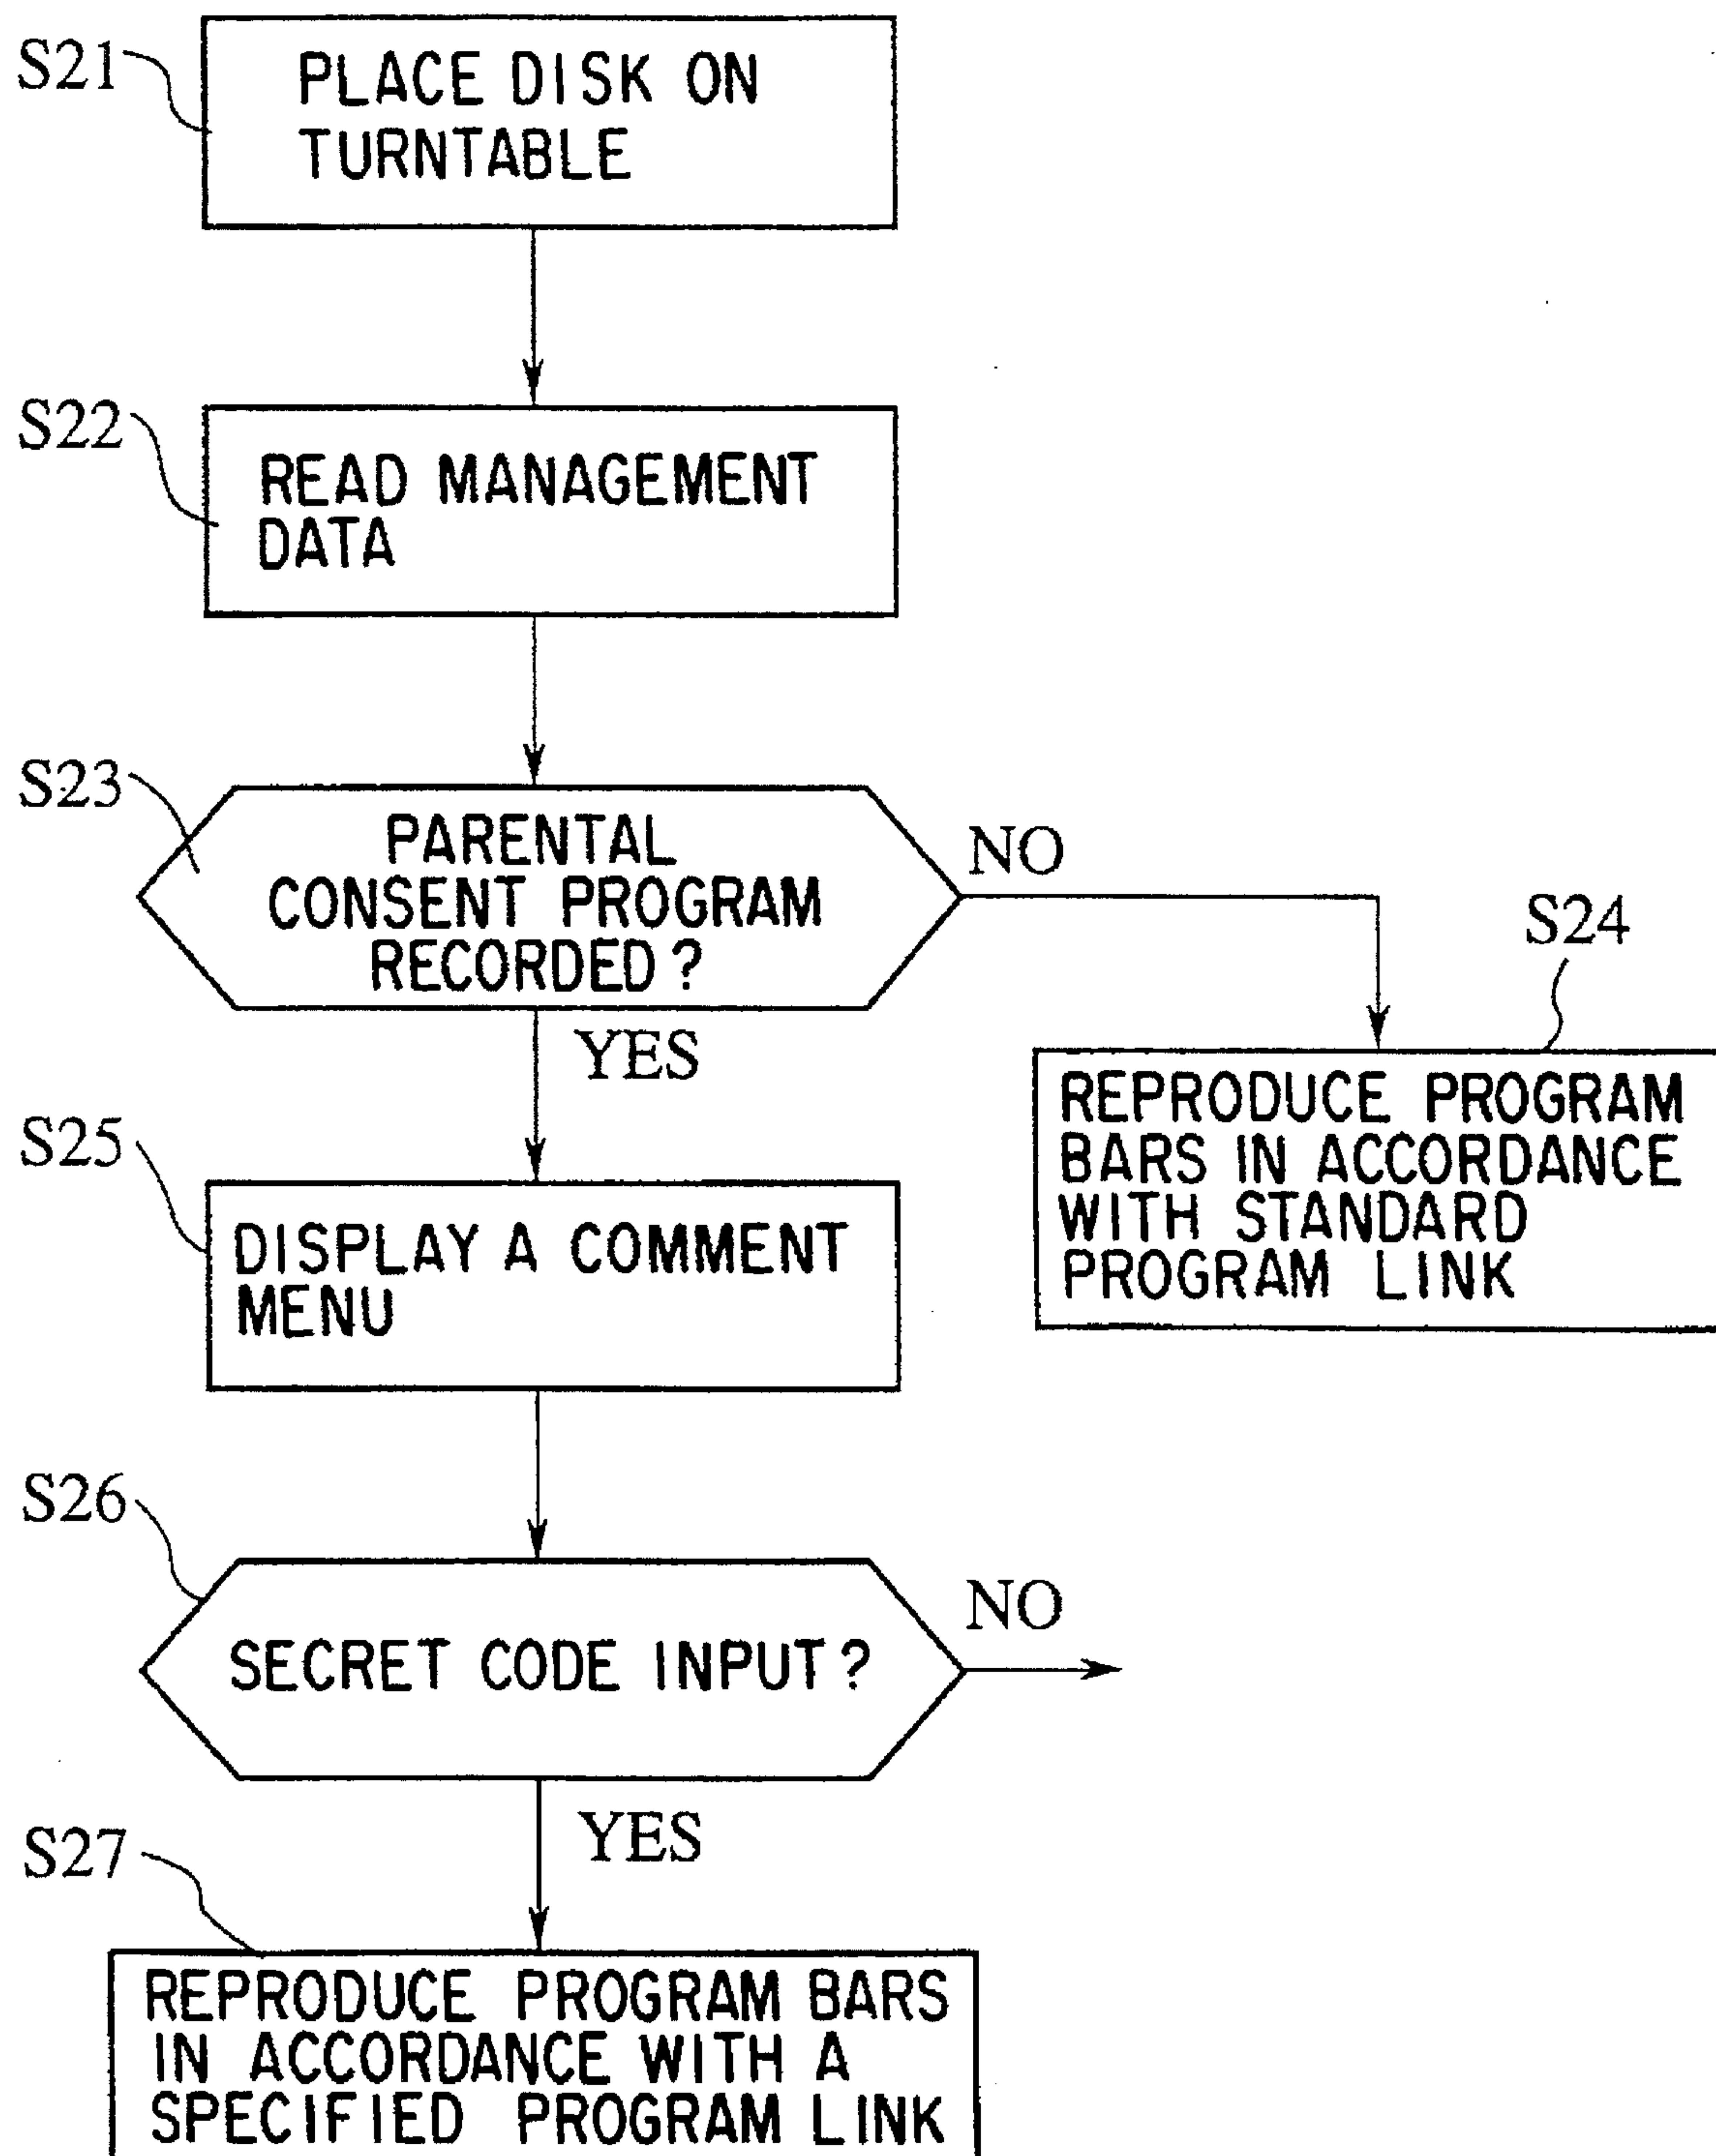 S21
PLACE DISK ON
TURNTABLE
S22
READ MANAGEMENT
DATA
S23
PARENTAL
CONSENT PROGRAM
RECORDED?
NO
YES
S24
REPRODUCE PROGRAM
BARS IN ACCORDANCE
WITH STANDARD
PROGRAM LINK
S25
DISPLAY A COMMENT
MENU
S26
SECRET CODE INPUT?
NO
YES
S27
REPRODUCE PROGRAM BARS
IN ACCORDANCE WITH A
SPECIFIED PROGRAM LINK